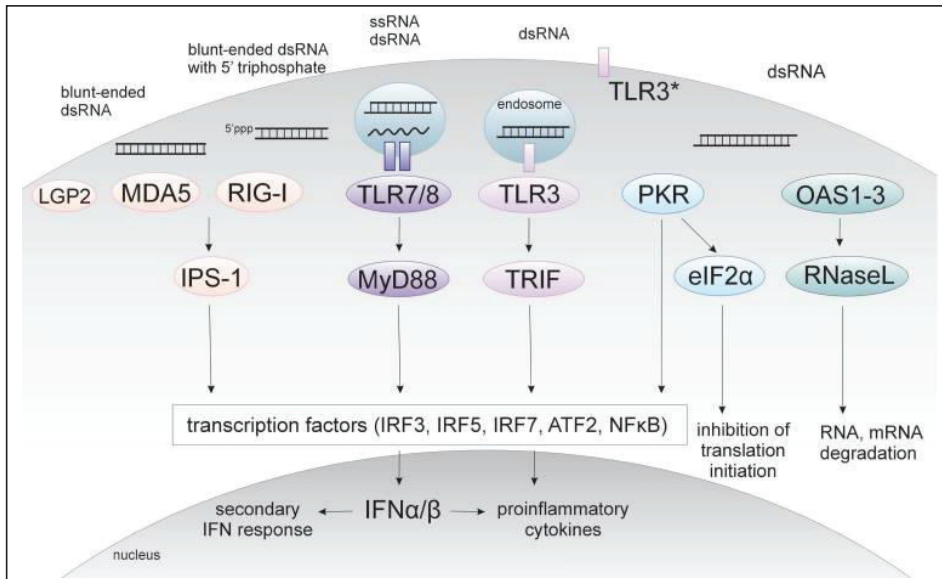 ssRNA
dsRNA
dsRNA
blunt-ended dsRNA
with 5' triphosphate
TLR3*
dsRNA
blunt-ended
dsRNA
endosome
5'ppp
LGP2
MDA5
RIG-I
TLR7/8
TLR3
PKR
OAS1-3
IPS-1
MyD88
TRIF
eIF2α
RNaseL
transcription factors (IRF3, IRF5, IRF7, ATF2, NFκB)
inhibition of
translation
initiation
RNA, mRNA
degradation
secondary
IFN response
IFNα/β
proinflammatory
cytokines
nucleus